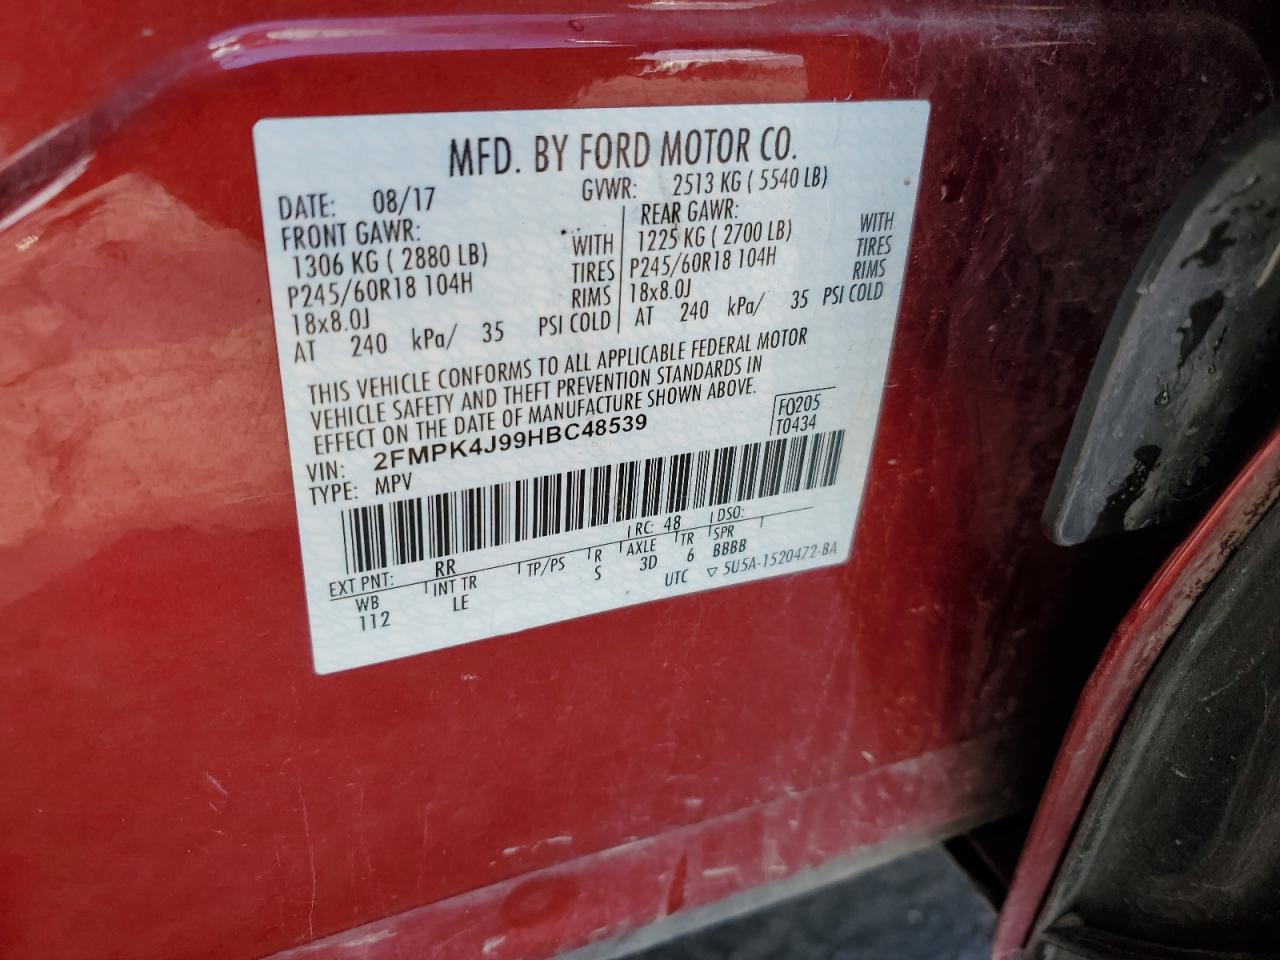 MFD. BY FORD MOTOR CO.
DATE: 08/17 GVWR: 2513 KG ( 5540 LB)
FRONT GAWR: REAR GAWR:
1306 KG ( 2880 LB) WITH 1225 KG ( 2700 LB) WITH
P245/60R18 104H TIRES P245/60R18 104H TIRES
18x8.0J RIMS 18x8.0J RIMS
AT 240 kPa/ 35 PSI COLD AT 240 kPa/ 35 PSI COLD
THIS VEHICLE CONFORMS TO ALL APPLICABLE FEDERAL MOTOR
VEHICLE SAFETY AND THEFT PREVENTION STANDARDS IN
EFFECT ON THE DATE OF MANUFACTURE SHOWN ABOVE.
VIN: 2FMPK4J99HBC48539 F0205
TYPE: MPV T0434
EXT PNT: RR RC: 48 DSO:
WB INT TR TP/PS R AXLE TR SPR
112 LE S 3D 6 BBBB
UTC ▽ 5U5A-1520472-BA